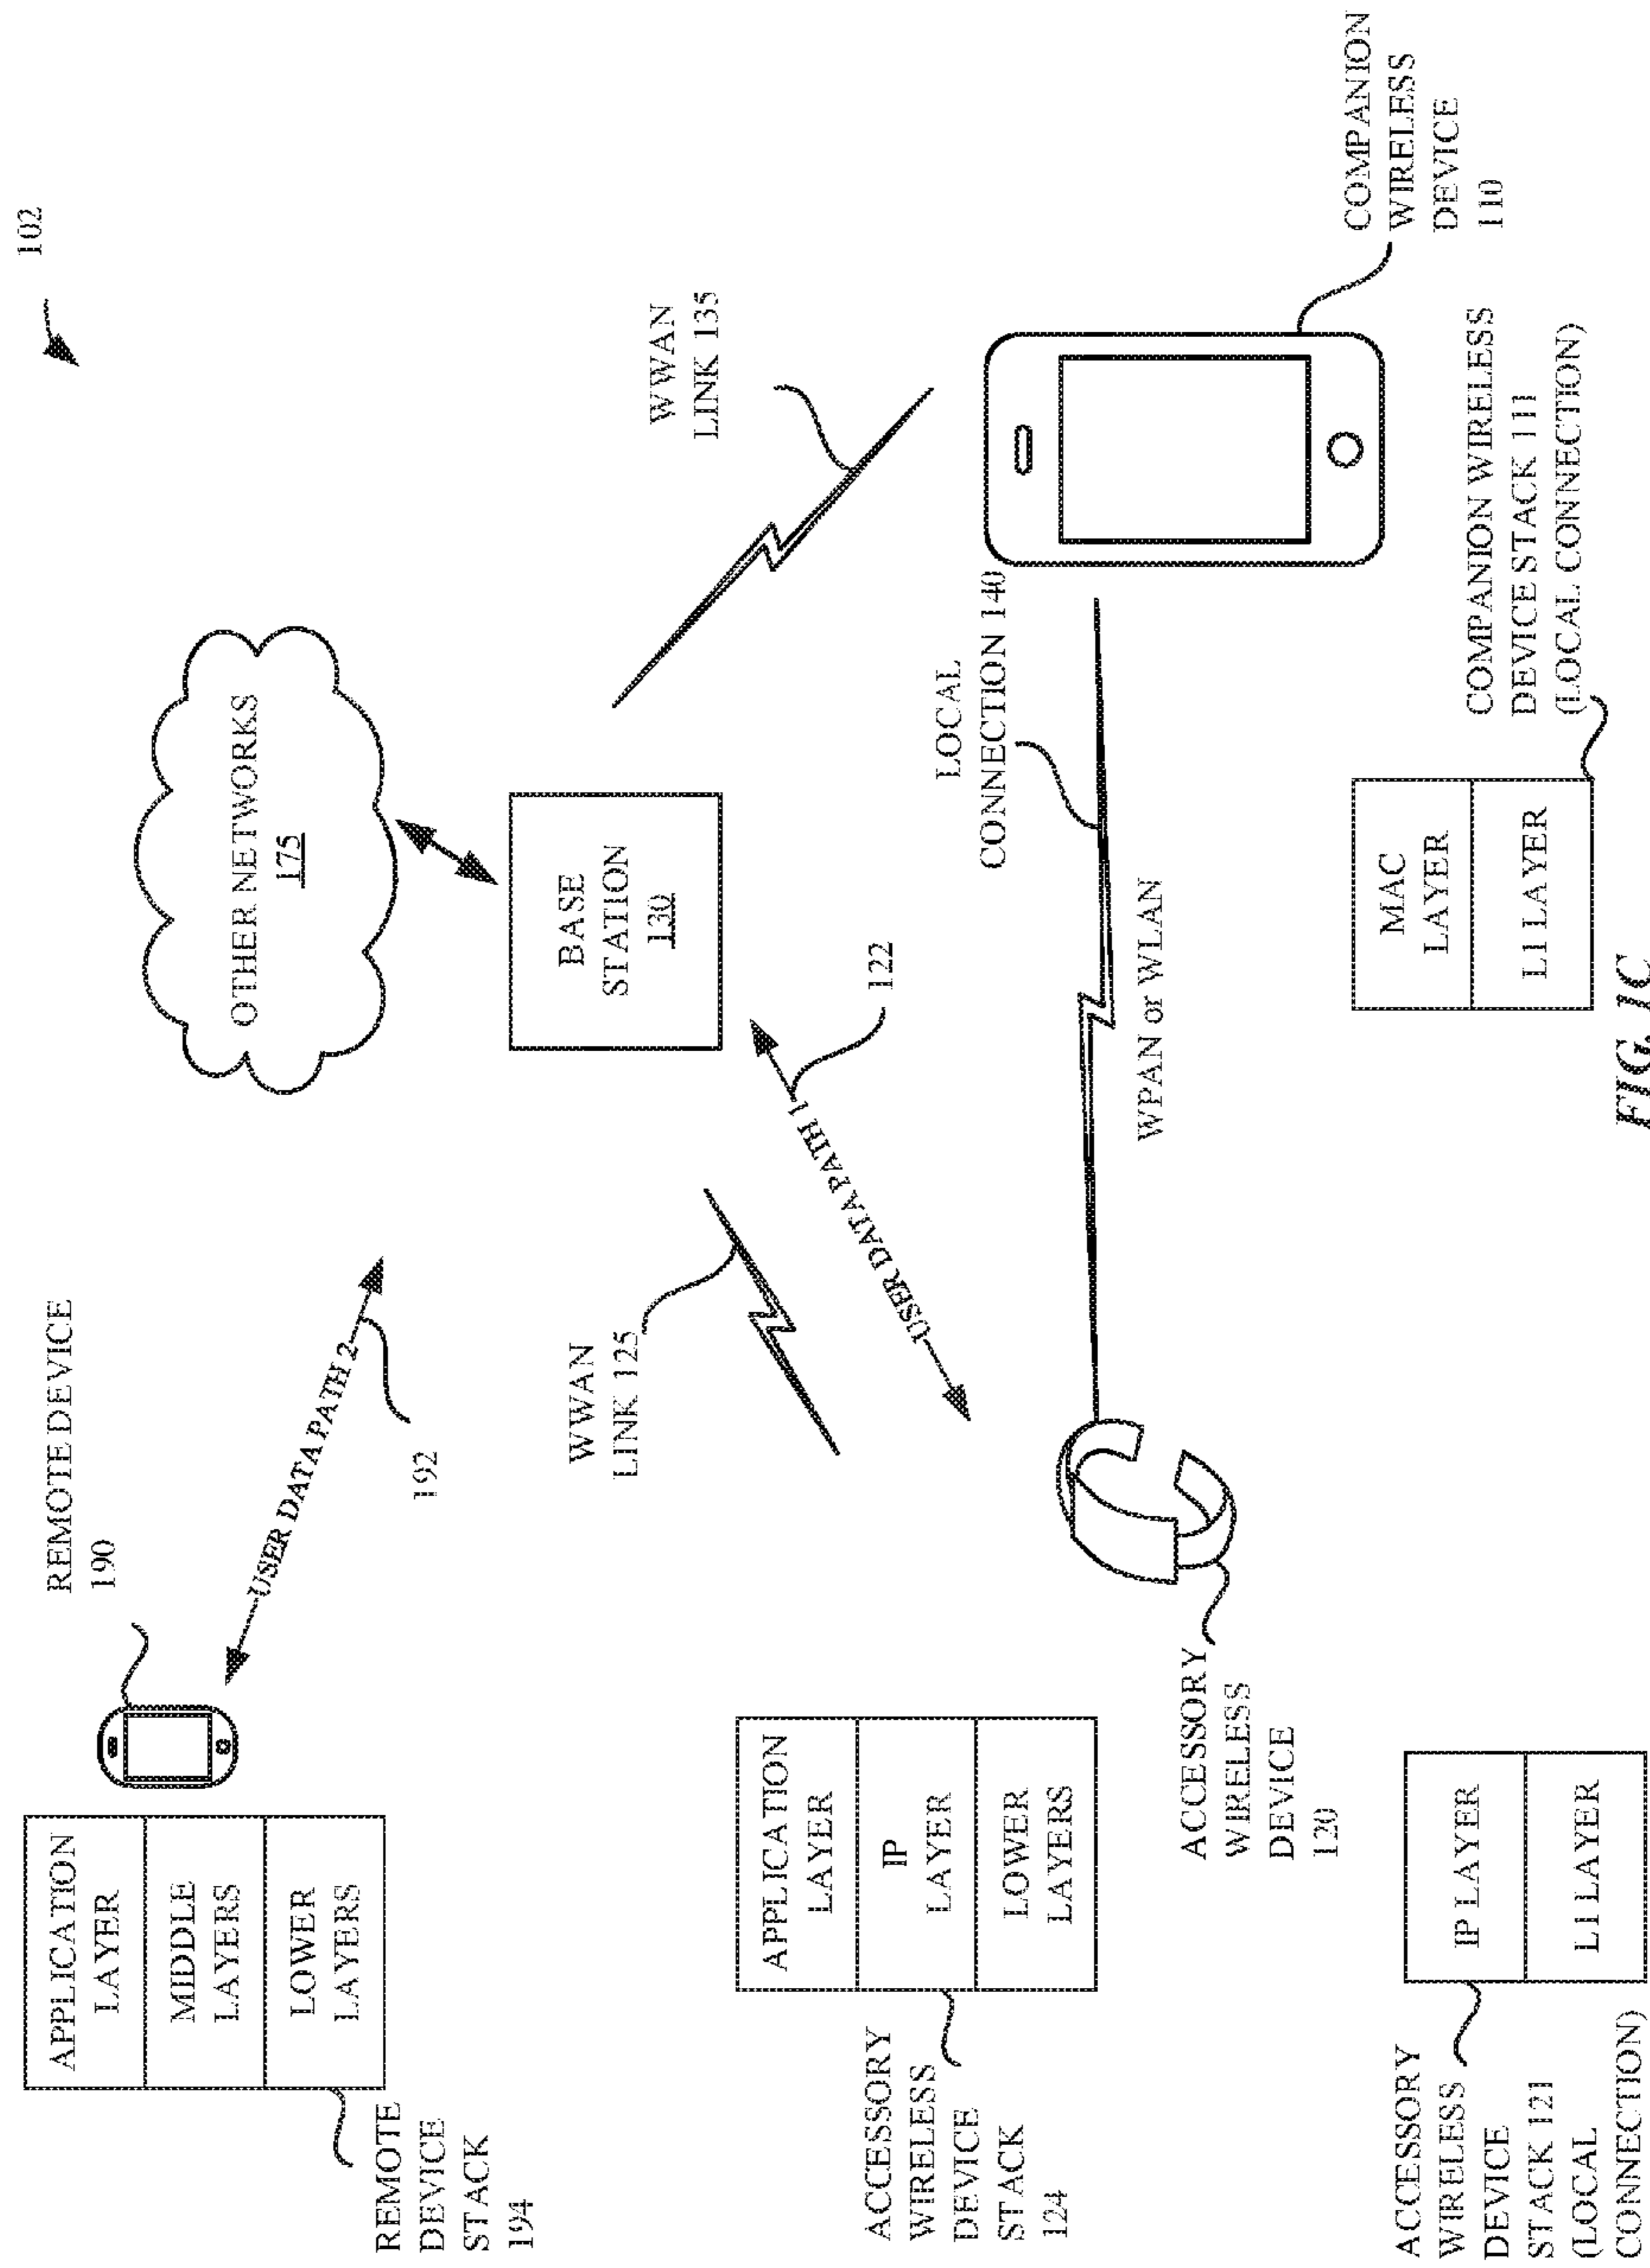 102
REMOTE DEVICE
190
APPLICATION
LAYER
MIDDLE
LAYERS
LOWER
LAYERS
REMOTE
DEVICE
STACK
194
USER DATA PATH 2
192
OTHER NETWORKS
175
BASE
STATION
130
WWAN
LINK 135
WWAN
LINK 125
USER DATA PATH 1
122
APPLICATION
LAYER
IP
LAYER
LOWER
LAYERS
ACCESSORY
WIRELESS
DEVICE
STACK
124
ACCESSORY
WIRELESS
DEVICE
120
LOCAL
CONNECTION 140
WPAN or WLAN
COMPANION
WIRELESS
DEVICE
110
IP LAYER
L1 LAYER
ACCESSORY
WIRELESS
DEVICE
STACK 121
(LOCAL
CONNECTION)
MAC
LAYER
L1 LAYER
COMPANION WIRELESS
DEVICE STACK 111
(LOCAL CONNECTION)
FIG. 1C